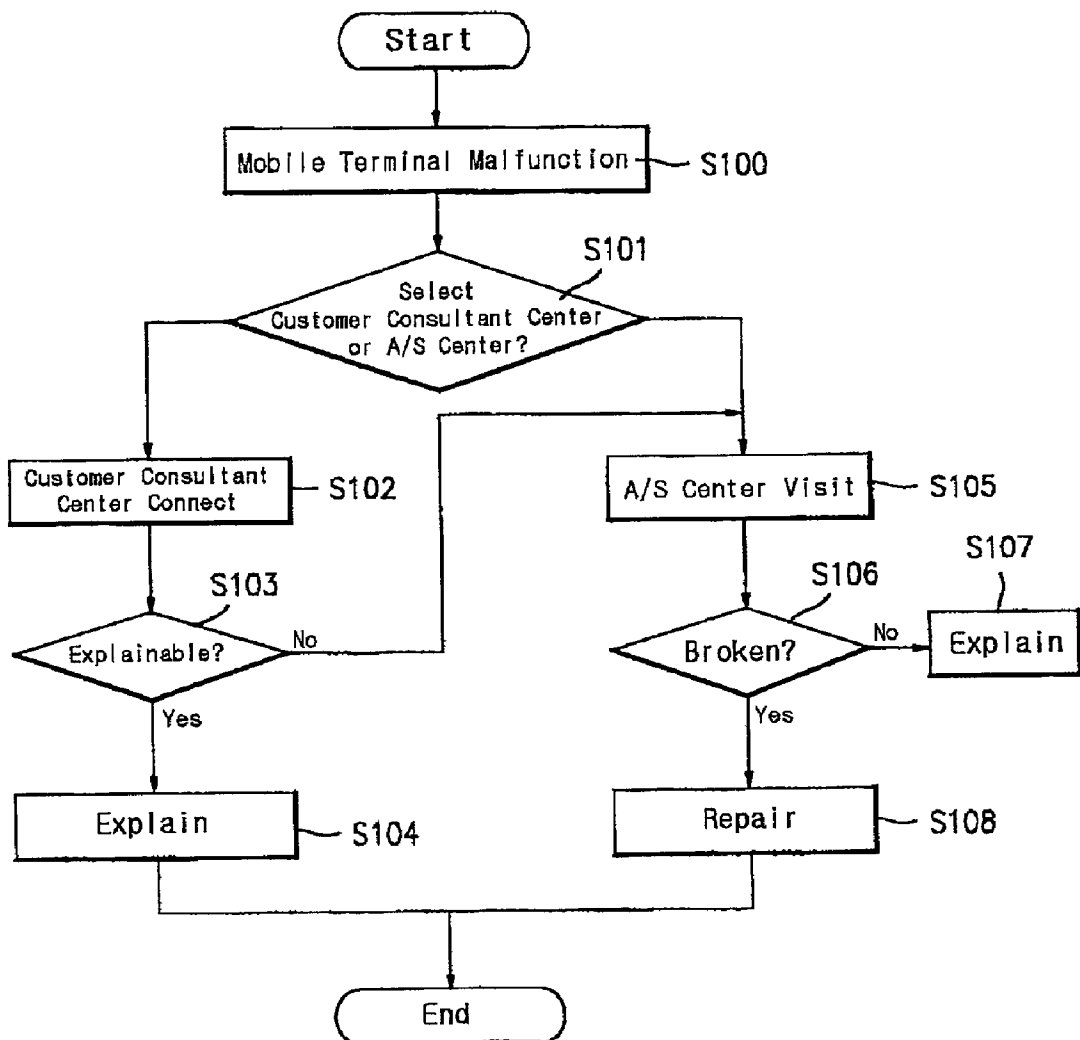 Start
Mobile Terminal Malfunction
S100
S101
Select
Customer Consultant Center
or A/S Center?
Customer Consultant
Center Connect
S102
A/S Center Visit
S105
S103
Explainable?
No
Yes
S106
Broken?
No
Yes
S107
Explain
Explain
S104
Repair
S108
End